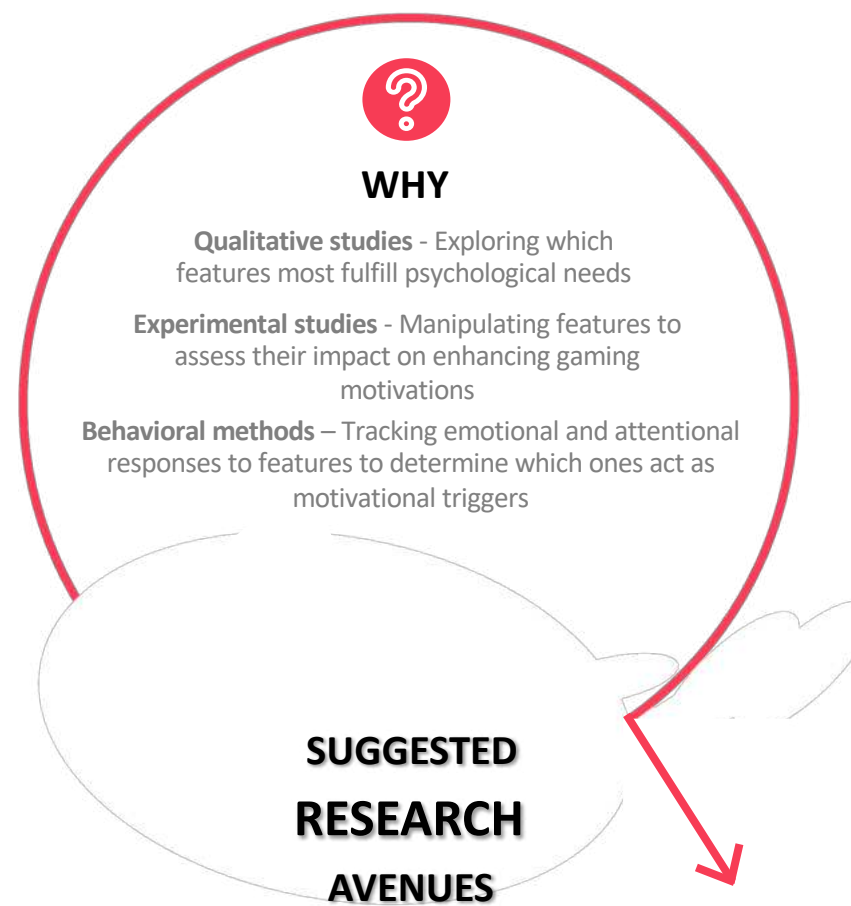 WHY
Qualitative studies - Exploring which
features most fulfill psychological needs
Experimental studies - Manipulating features to
assess their impact on enhancing gaming
motivations
Behavioral methods – Tracking emotional and attentional
responses to features to determine which ones act as
motivational triggers
SUGGESTED
RESEARCH
AVENUES